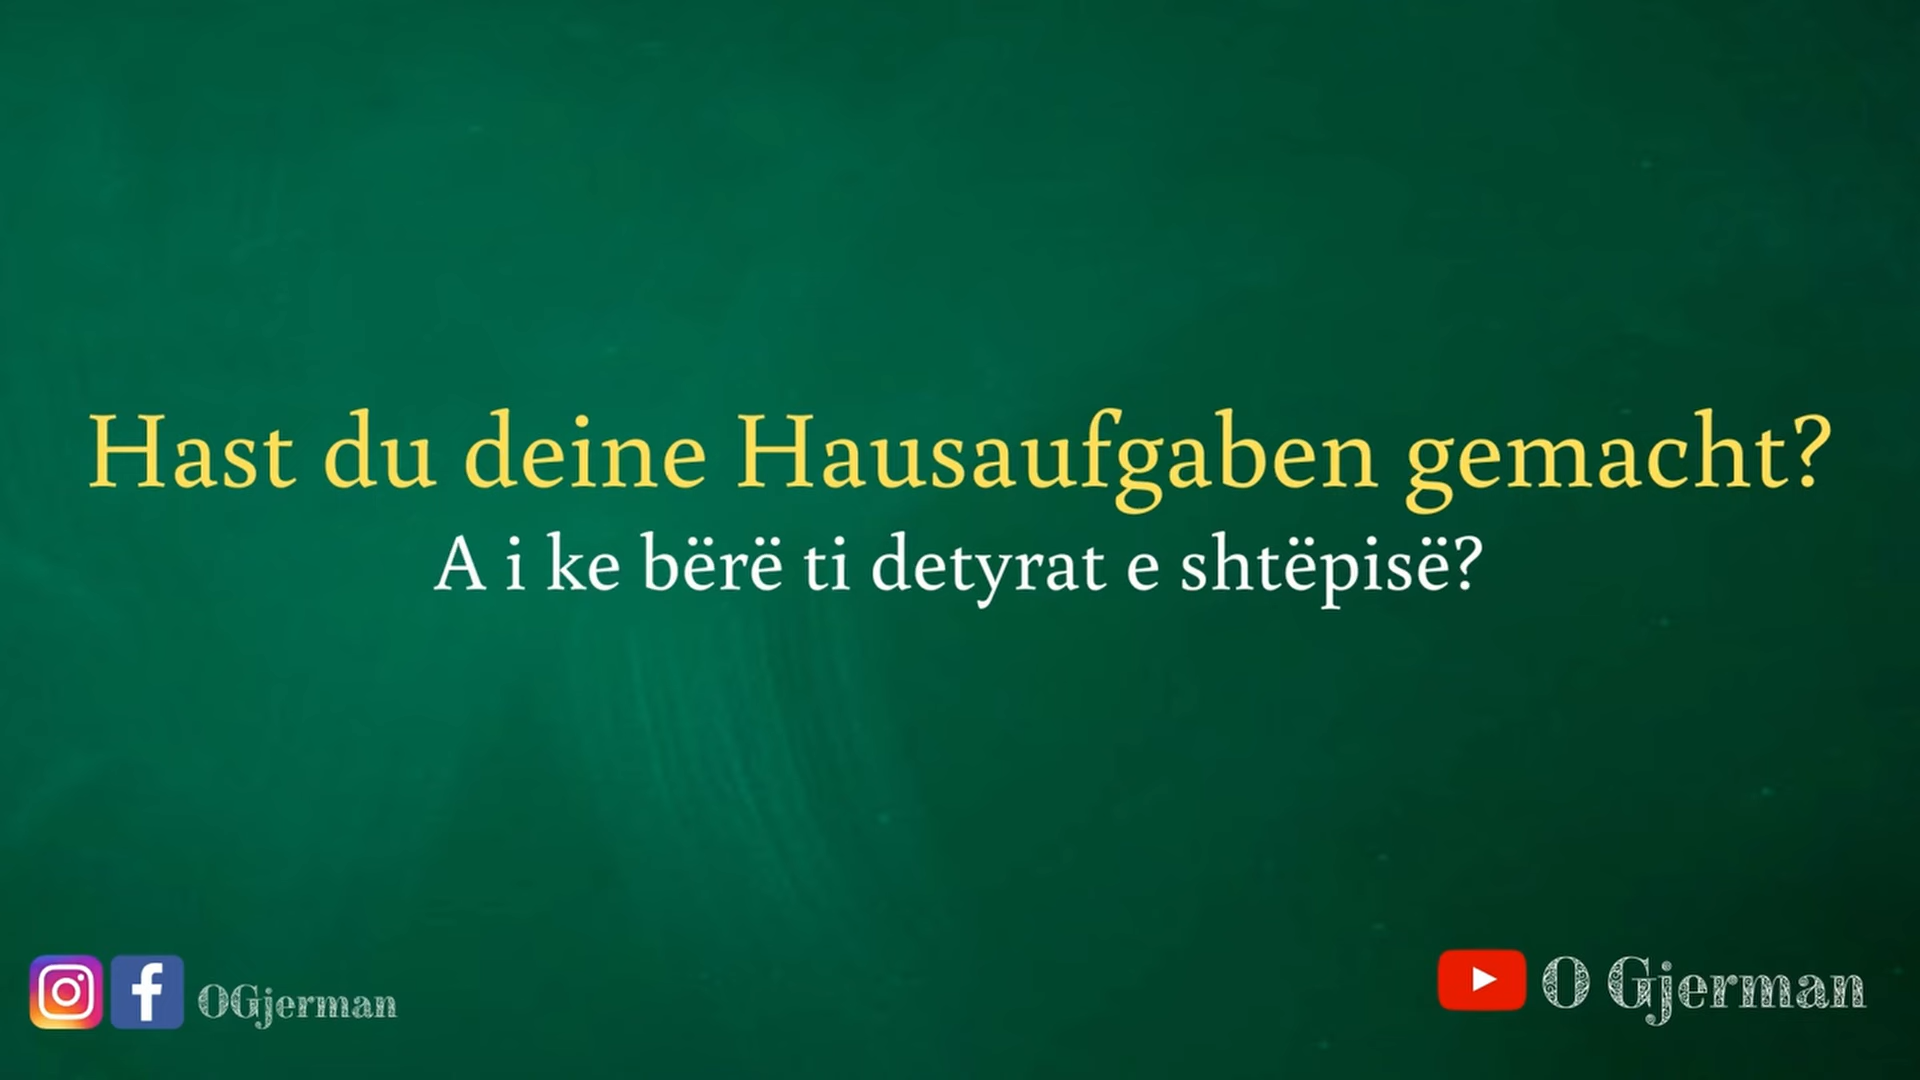 Hast du deine Hausaufgaben gemacht?
A i ke bërë ti detyrat e shtëpisë?
OGjerman
O Gjerman